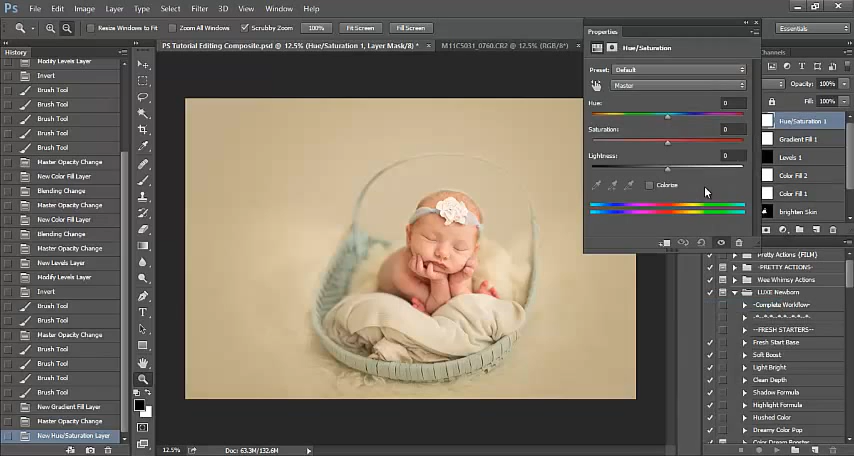 Ps File Edit Image Layer Type Select Filter 3D View Window Help
Resize Windows to Fit Zoom All Windows Scrubby Zoom 100% Fit Screen Fill Screen Essentials
PS Tutorial Editing Composite.psd @ 12.5% (Hue/Saturation 1, Layer Mask/8) * × M11C5031_0760.CR2 @ 12.5% (RGB/8*) ×
History
Modify Levels Layer
Invert
Brush Tool
Brush Tool
Brush Tool
Brush Tool
Brush Tool
Master Opacity Change
New Color Fill Layer
Blending Change
Master Opacity Change
New Color Fill Layer
Blending Change
New Levels Layer
Modify Levels Layer
Invert
Brush Tool
Brush Tool
Master Opacity Change
Brush Tool
Brush Tool
Brush Tool
Brush Tool
New Gradient Fill Layer
Master Opacity Change
New Hue/Saturation Layer
12.5% Doc: 63.3M/132.6M
Properties
Hue/Saturation
Preset: Default
Master
Hue: 0
Saturation: 0
Lightness: 0
Colorize
Channels
Opacity: 100%
Fill: 100%
Hue/Saturation 1
Gradient Fill 1
Levels 1
Color Fill 2
Color Fill 1
brighten Skin
Pretty Actions {FILM}
-PRETTY ACTIONS-
Wee Whimsy Actions
LUXE Newborn
-Complete Workflow-
--FRESH STARTERS--
Fresh Start Base
Soft Boost
Light Bright
Clean Depth
Shadow Formula
Highlight Formula
Hushed Color
Dreamy Color Pop
Color Dream Booster